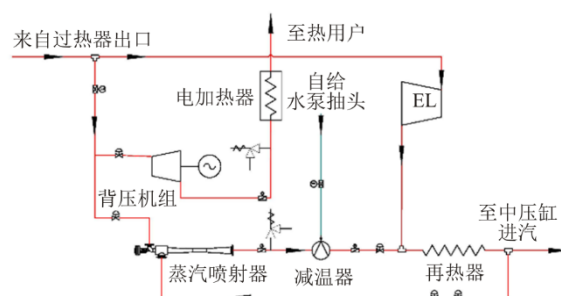 来自过热器出口
至热用户
电加热器
自给
水泵抽头
EL
背压机组
至中压缸
进汽
蒸汽喷射器
减温器
再热器